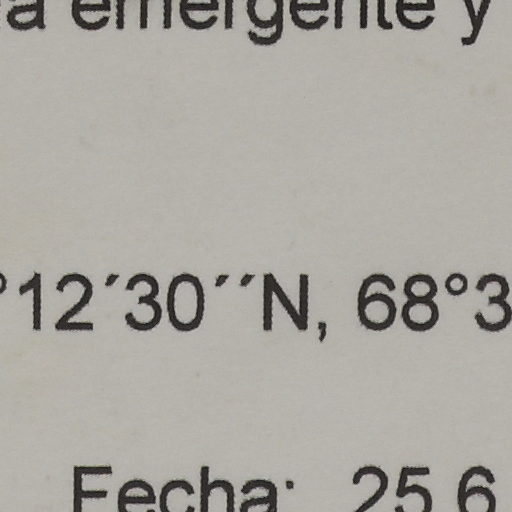 emergente y
°12´30´´N, 68°3
Fecha: 25.6